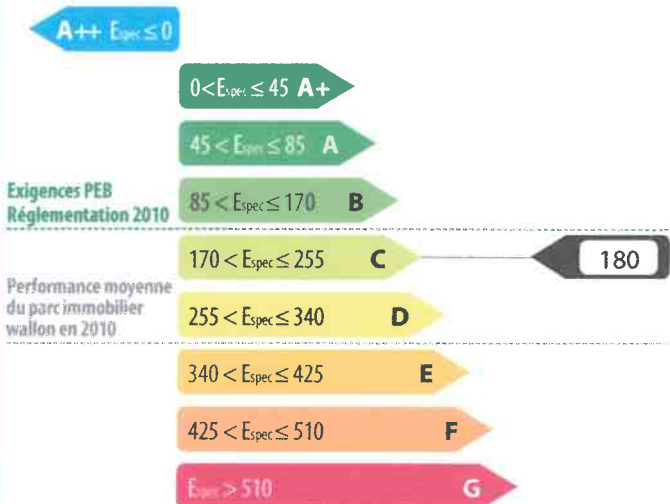 A++ Espec ≤ 0
0 < Espec ≤ 45 A+
45 < Espec ≤ 85 A
Exigences PEB
Réglementation 2010
85 < Espec ≤ 170 B
170 < Espec ≤ 255 C
180
Performance moyenne
du parc immobilier
wallon en 2010
255 < Espec ≤ 340 D
340 < Espec ≤ 425 E
425 < Espec ≤ 510 F
Espec > 510 G